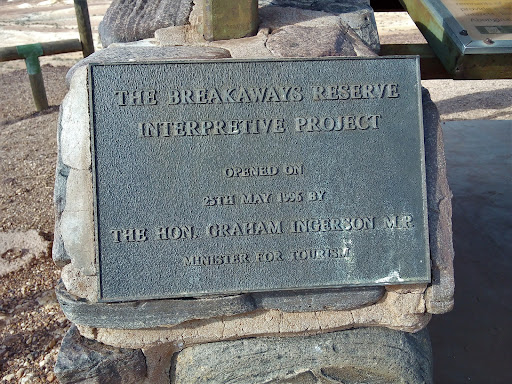 THE BREAKAWAYS RESERVE
INTERPRETIVE PROJECT
OPENED ON
25TH MAY 1995 BY
THE HON. GRAHAM INGERSON M.P.
MINISTER FOR TOURISM